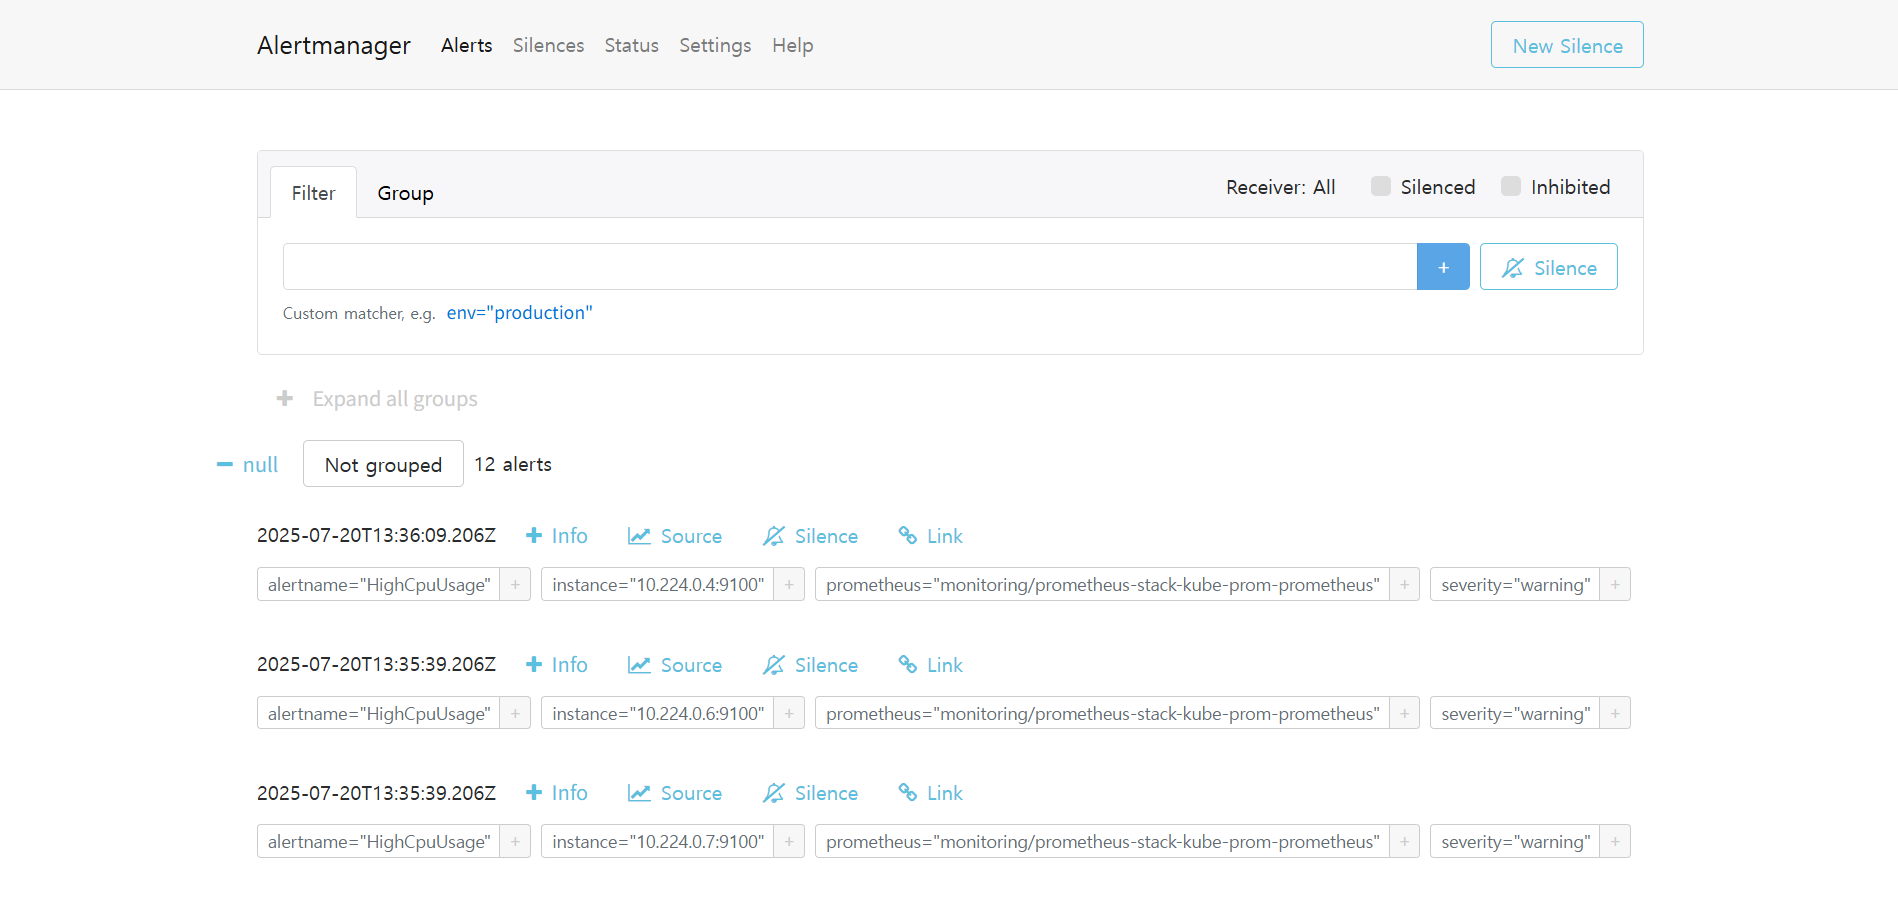 Alertmanager Alerts Silences Status Settings Help New Silence
Filter Group Receiver: All Silenced Inhibited
+ Silence
Custom matcher, e.g. env="production"
+ Expand all groups
− null Not grouped 12 alerts
2025-07-20T13:36:09.206Z + Info Source Silence Link
alertname="HighCpuUsage" + instance="10.224.0.4:9100" + prometheus="monitoring/prometheus-stack-kube-prom-prometheus" + severity="warning" +
2025-07-20T13:35:39.206Z + Info Source Silence Link
alertname="HighCpuUsage" + instance="10.224.0.6:9100" + prometheus="monitoring/prometheus-stack-kube-prom-prometheus" + severity="warning" +
2025-07-20T13:35:39.206Z + Info Source Silence Link
alertname="HighCpuUsage" + instance="10.224.0.7:9100" + prometheus="monitoring/prometheus-stack-kube-prom-prometheus" + severity="warning" +